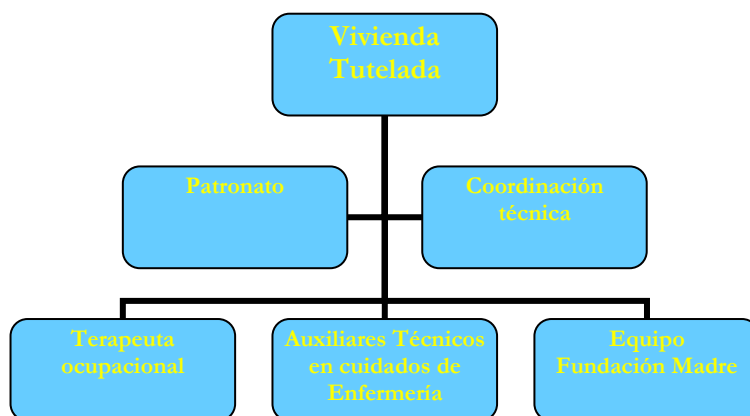 Vivienda
Tutelada
Patronato
Coordinación
técnica
Terapeuta
ocupacional
Auxiliares Técnicos
en cuidados de
Enfermería
Equipo
Fundación Madre